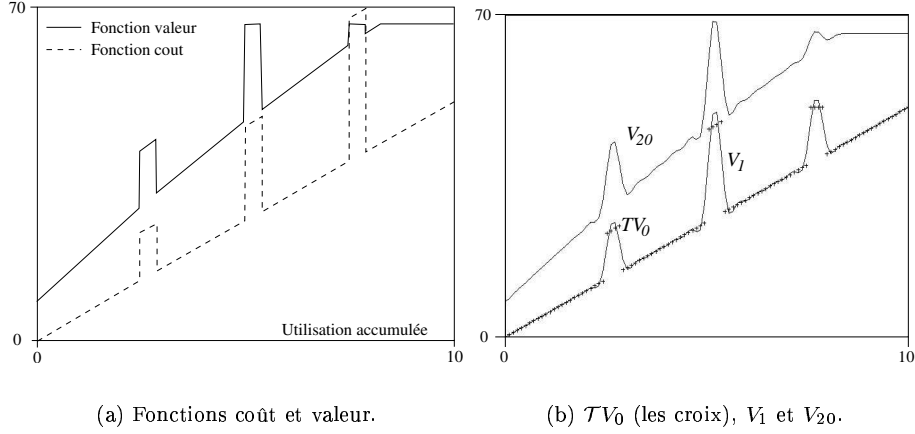 70
Fonction valeur
Fonction cout
Utilisation accumulée
0
0
10
(a) Fonctions coût et valeur.
70
V20
V1
TV0
0
0
10
(b) TV0 (les croix), V1 et V20.